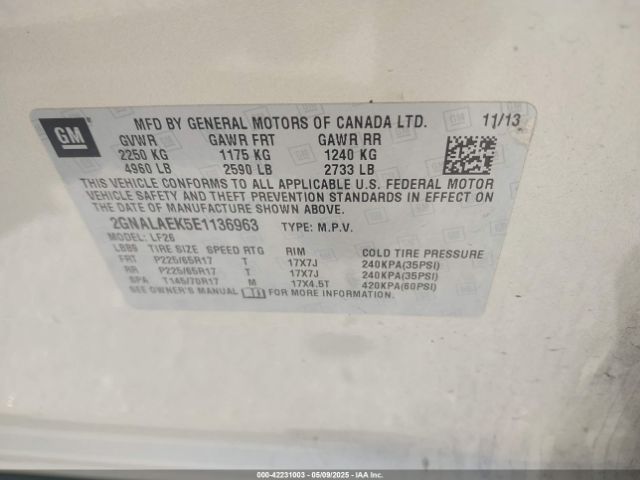 GM
MFD BY GENERAL MOTORS OF CANADA LTD. 11/13
GVWR GAWR FRT GAWR RR
2250 KG 1175 KG 1240 KG
4960 LB 2590 LB 2733 LB
THIS VEHICLE CONFORMS TO ALL APPLICABLE U.S. FEDERAL MOTOR
VEHICLE SAFETY AND THEFT PREVENTION STANDARDS IN EFFECT ON
THE DATE OF MANUFACTURE SHOWN ABOVE.
2GNALAEK5E1136963 TYPE: M.P.V.
MODEL: LF26
LBB9 TIRE SIZE SPEED RTG RIM COLD TIRE PRESSURE
FRT P225/65R17 T 17X7J 240KPA(35PSI)
RR P225/65R17 T 17X7J 240KPA(35PSI)
SPA T145/70R17 M 17X4.5T 420KPA(60PSI)
SEE OWNER'S MANUAL FOR MORE INFORMATION.
000-42231003 - 05/09/2025 - IAAI.COM